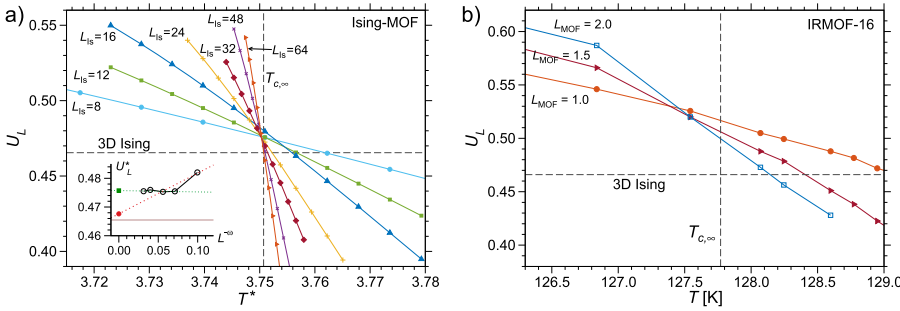 a)
Ising-MOF
L_Is=48
L_Is=24
L_Is=16
L_Is=32
L_Is=64
T_c,∞
L_Is=12
L_Is=8
3D Ising
0.55
0.50
0.45
0.40
U_L
3.72
3.73
3.74
3.75
3.76
3.77
3.78
T*
U*_L
0.48
0.47
0.46
0.00
0.05
0.10
L^-ω
b)
IRMOF-16
L_MOF = 2.0
L_MOF = 1.5
L_MOF = 1.0
3D Ising
T_c,∞
0.60
0.55
0.50
0.45
0.40
U_L
126.5
127.0
127.5
128.0
128.5
129.0
T [K]